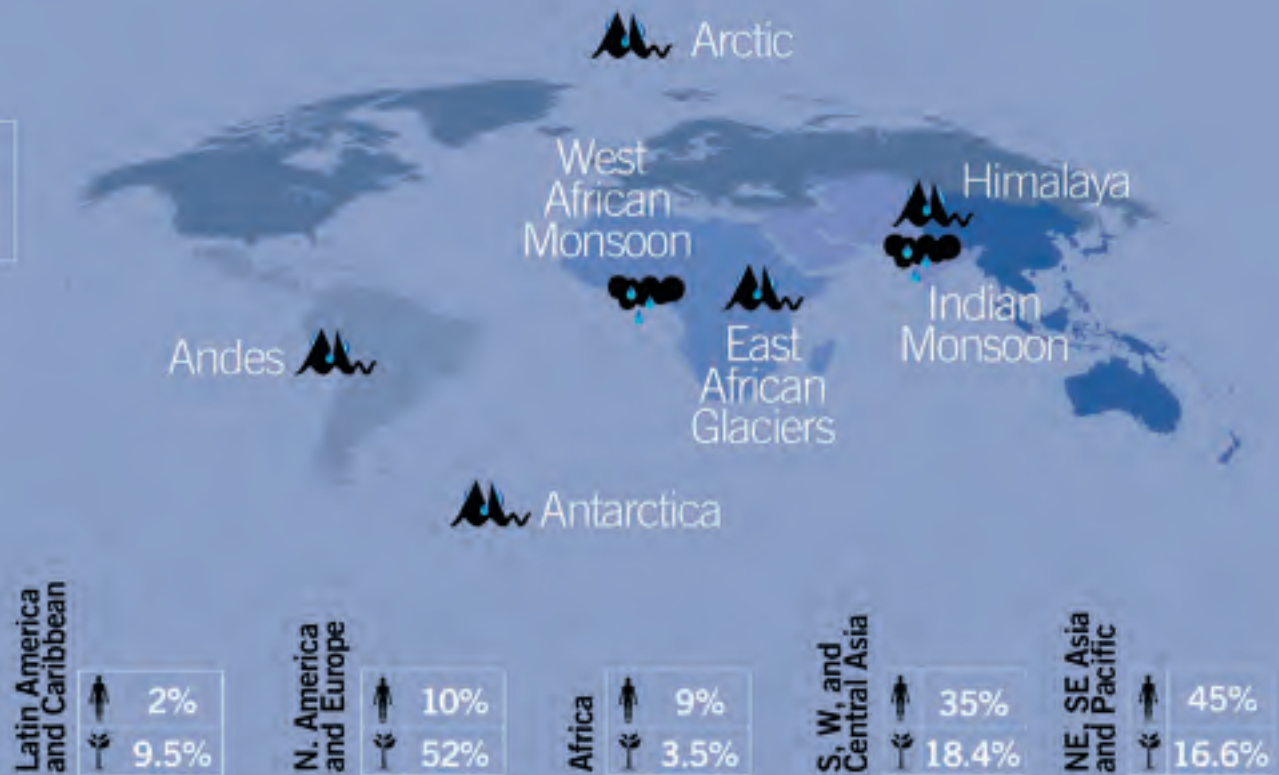 Arctic
West
African
Monsoon
Himalaya
Indian
Monsoon
East
African
Glaciers
Andes
Antarctica
Latin America
and Caribbean
2%
9.5%
N. America
and Europe
10%
52%
Africa
9%
3.5%
S, W, and
Central Asia
35%
18.4%
NE, SE Asia
and Pacific
45%
16.6%